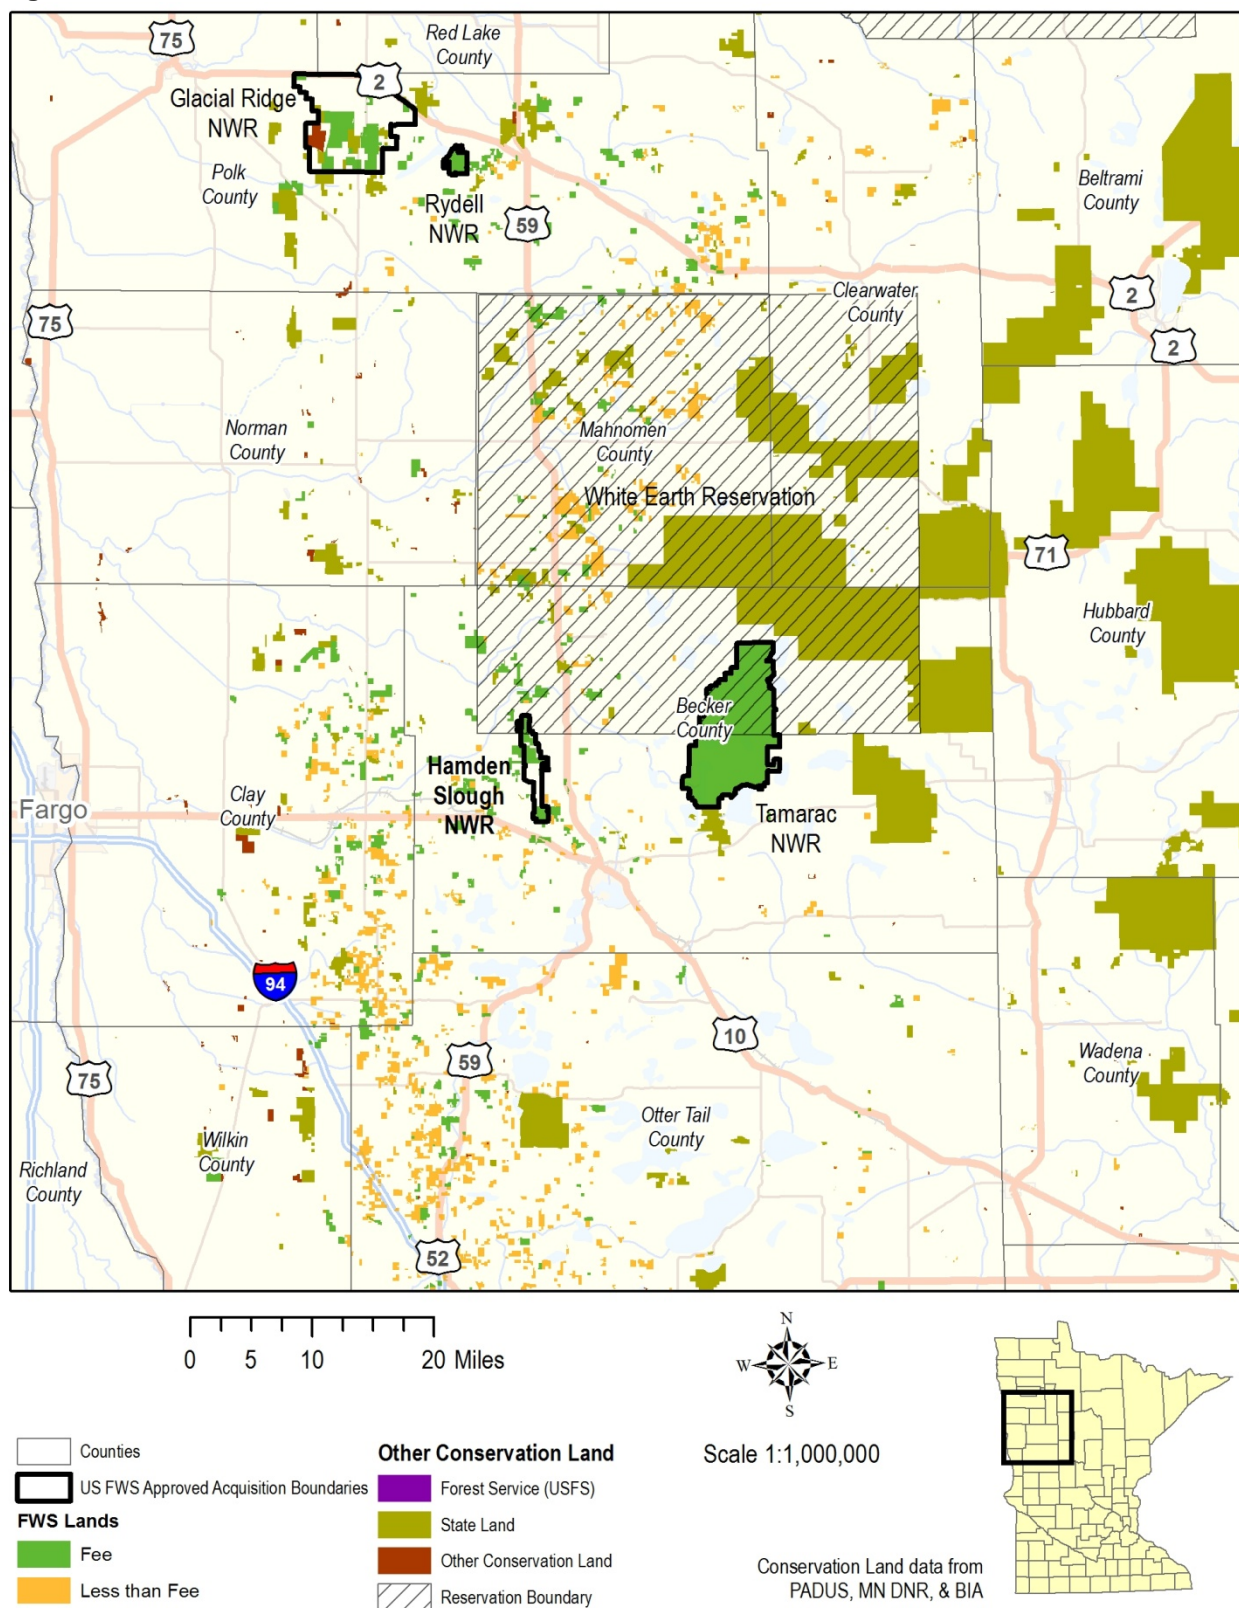 75
Red Lake
County
2
Glacial Ridge
NWR
Polk
County
Rydell
NWR
59
Beltrami
County
Clearwater
County
2
2
75
Norman
County
Mahnomen
County
White Earth Reservation
71
Hubbard
County
Becker
County
Hamden
Slough
NWR
Tamarac
NWR
Fargo
Clay
County
94
10
59
75
Wadena
County
Otter Tail
County
Wilkin
County
Richland
County
52
0 5 10 20 Miles
N
W E
S
Scale 1:1,000,000
Counties
US FWS Approved Acquisition Boundaries
FWS Lands
Fee
Less than Fee
Other Conservation Land
Forest Service (USFS)
State Land
Other Conservation Land
Reservation Boundary
Conservation Land data from
PADUS, MN DNR, & BIA